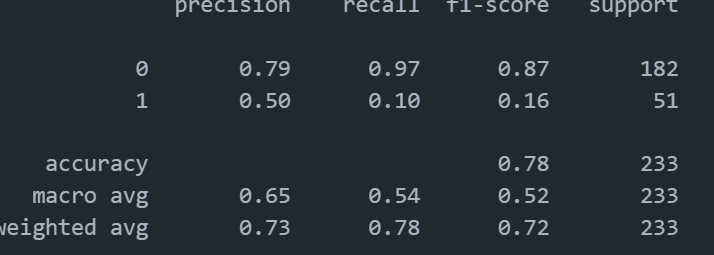 precision recall f1-score support
0 0.79 0.97 0.87 182
1 0.50 0.10 0.16 51
accuracy 0.78 233
macro avg 0.65 0.54 0.52 233
weighted avg 0.73 0.78 0.72 233